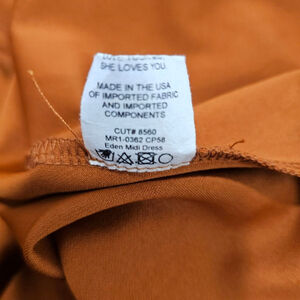 SHE LOVES YOU.
MADE IN THE USA
OF IMPORTED FABRIC
AND IMPORTED
COMPONENTS
CUT# 8560
MR1-0362 CP58
Eden Midi Dress